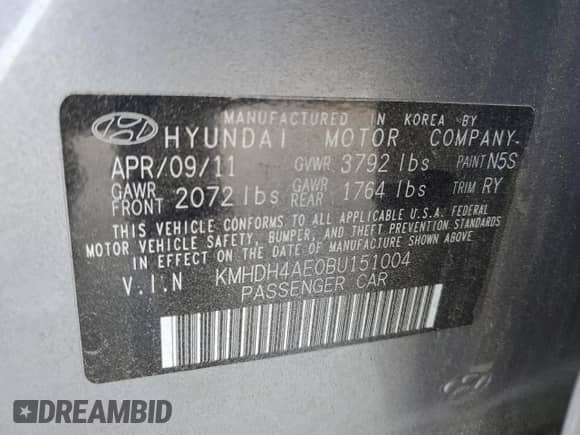 MANUFACTURED IN KOREA BY
HYUNDAI MOTOR COMPANY
APR/09/11 GVWR 3792 lbs PAINT N5S
GAWR FRONT 2072 lbs GAWR REAR 1764 lbs TRIM RY
THIS VEHICLE CONFORMS TO ALL APPLICABLE U.S.A. FEDERAL
MOTOR VEHICLE SAFETY, BUMPER, AND THEFT PREVENTION STANDARDS
IN EFFECT ON THE DATE OF MANUFACTURE SHOWN ABOVE.
V.I.N KMHDH4AE0BU151004
PASSENGER CAR
DREAMBID